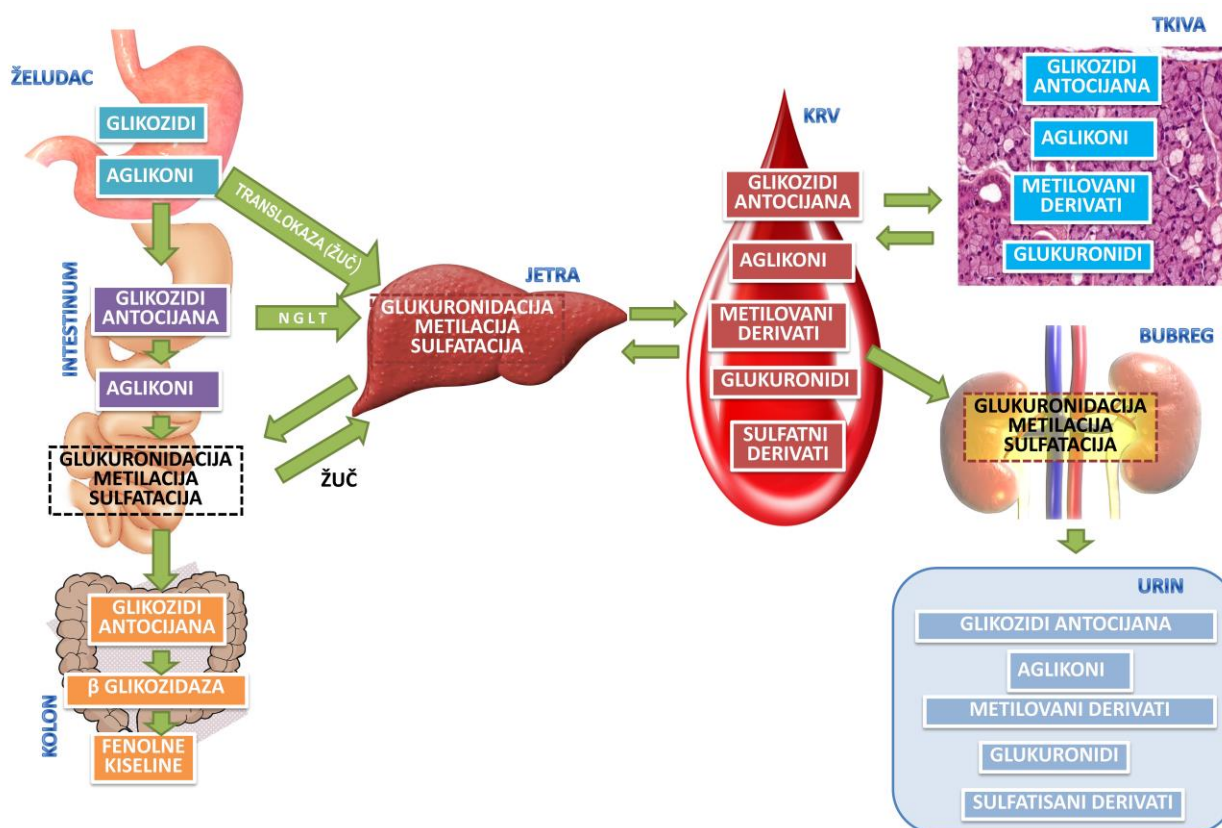 ŽELUDAC
GLIKOZIDI
AGLIKONI
TRANSLOKAZA (ŽUČ)
INTESTINUM
GLIKOZIDI
ANTOCIJANA
N G L T
AGLIKONI
GLUKURONIDACIJA
METILACIJA
SULFATACIJA
ŽUČ
KOLON
GLIKOZIDI
ANTOCIJANA
β GLIKOZIDAZA
FENOLNE
KISELINE
JETRA
GLUKURONIDACIJA
METILACIJA
SULFATACIJA
KRV
GLIKOZIDI
ANTOCIJANA
AGLIKONI
METILOVANI
DERIVATI
GLUKURONIDI
SULFATNI
DERIVATI
TKIVA
GLIKOZIDI
ANTOCIJANA
AGLIKONI
METILOVANI
DERIVATI
GLUKURONIDI
BUBREG
GLUKURONIDACIJA
METILACIJA
SULFATACIJA
URIN
GLIKOZIDI ANTOCIJANA
AGLIKONI
METILOVANI DERIVATI
GLUKURONIDI
SULFATISANI DERIVATI